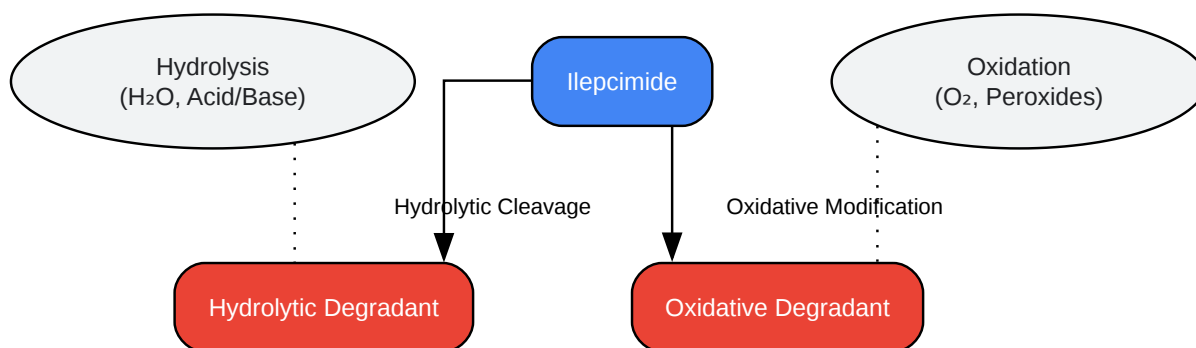 Hydrolysis
(H₂O, Acid/Base)
Ilepcimide
Oxidation
(O₂, Peroxides)
Hydrolytic Cleavage
Oxidative Modification
Hydrolytic Degradant
Oxidative Degradant